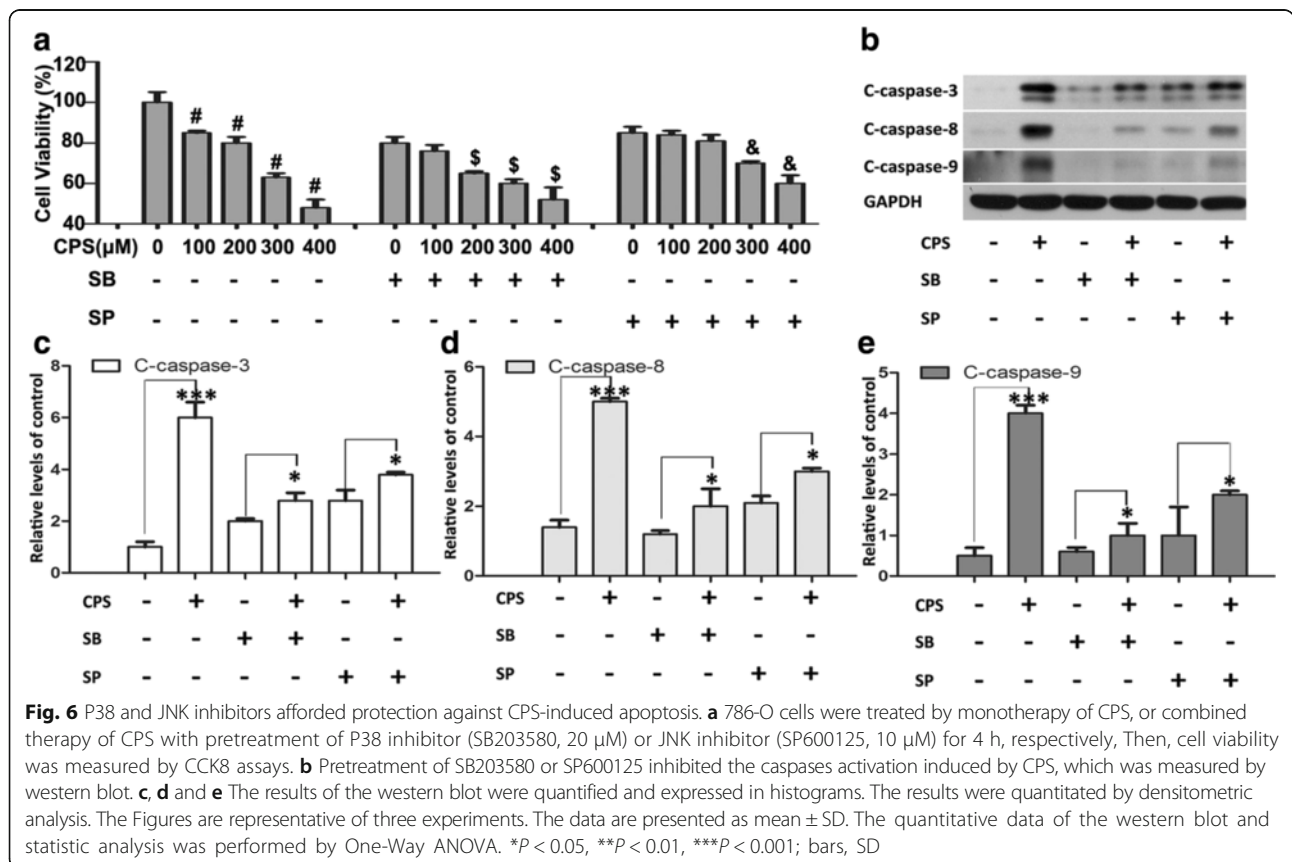 a
Cell Viability (%)
120
100
80
60
40
# # # #
$ $ $
& &
CPS(µM) 0 100 200 300 400 0 100 200 300 400 0 100 200 300 400
SB - - - - - + + + + + - - - - -
SP - - - - - - - - - - + + + + +
b
C-caspase-3
C-caspase-8
C-caspase-9
GAPDH
CPS - + - + - +
SB - - + + - -
SP - - - - + +
c
C-caspase-3
Relative levels of control
8
6
4
2
0
*** * *
CPS - + - + - +
SB - - + + - -
SP - - - - + +
d
C-caspase-8
Relative levels of control
6
4
2
0
*** * *
CPS - + - + - +
SB - - + + - -
SP - - - - + +
e
C-caspase-9
Relative levels of control
5
4
2
1
0
*** * *
CPS - + - + - +
SB - - + + - -
SP - - - - + +
Fig. 6 P38 and JNK inhibitors afforded protection against CPS-induced apoptosis. a 786-O cells were treated by monotherapy of CPS, or combined
therapy of CPS with pretreatment of P38 inhibitor (SB203580, 20 µM) or JNK inhibitor (SP600125, 10 µM) for 4 h, respectively, Then, cell viability
was measured by CCK8 assays. b Pretreatment of SB203580 or SP600125 inhibited the caspases activation induced by CPS, which was measured by
western blot. c, d and e The results of the western blot were quantified and expressed in histograms. The results were quantitated by densitometric
analysis. The Figures are representative of three experiments. The data are presented as mean ± SD. The quantitative data of the western blot and
statistic analysis was performed by One-Way ANOVA. *P < 0.05, **P < 0.01, ***P < 0.001; bars, SD